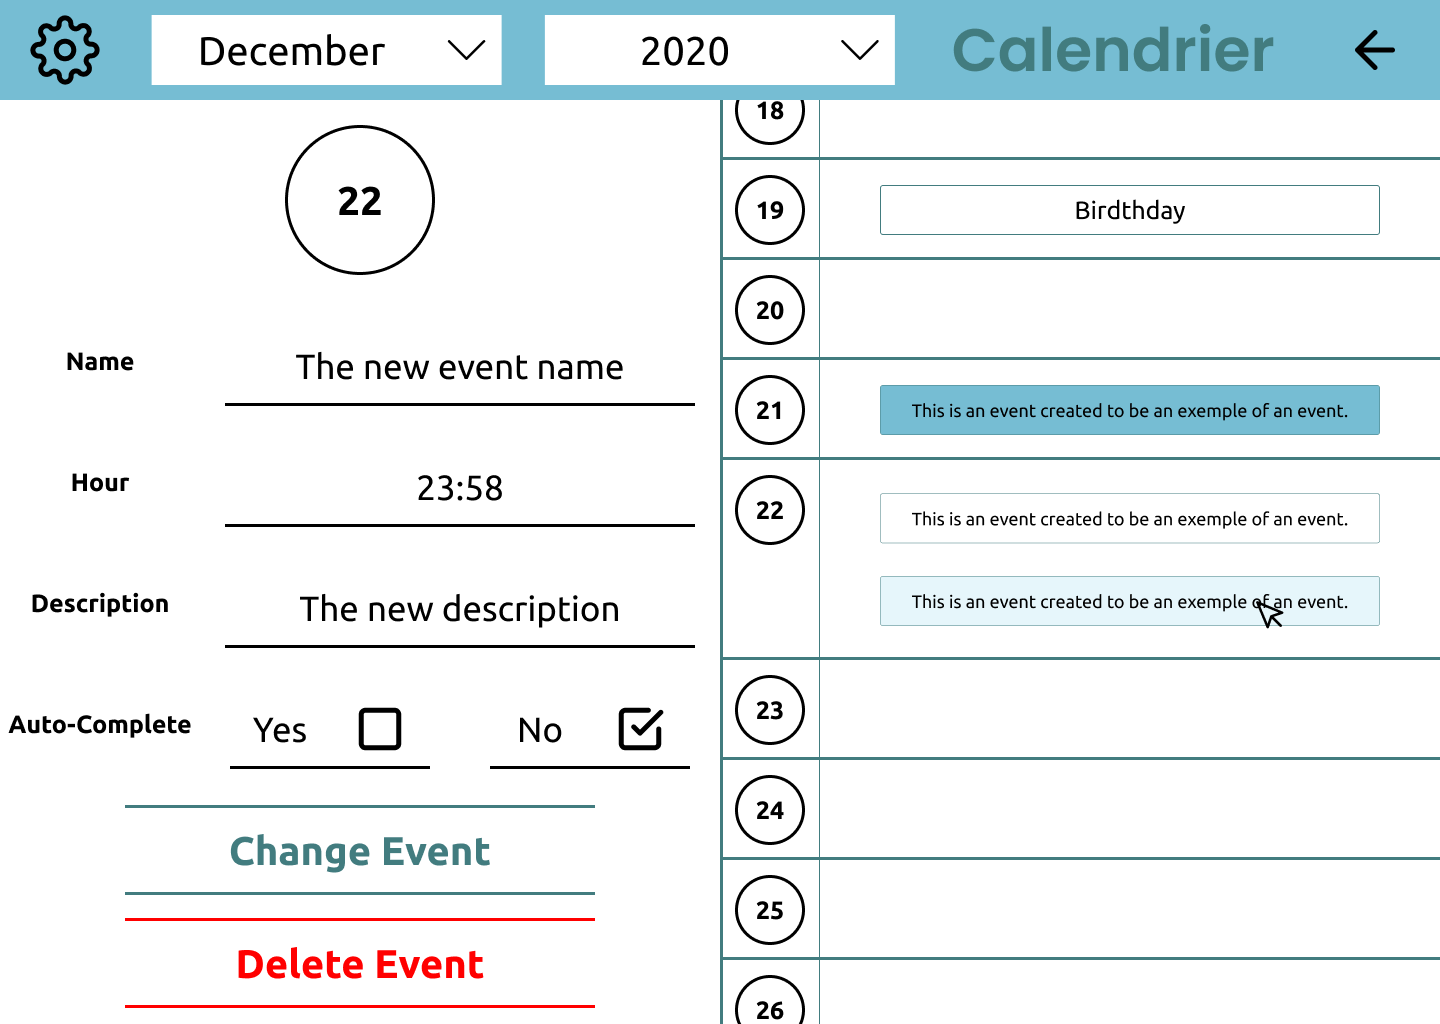 December
2020
Calendrier
22
Name
The new event name
Hour
23:58
Description
The new description
Auto-Complete
Yes
No
Change Event
Delete Event
18
19
Birdthday
20
21
This is an event created to be an exemple of an event.
22
This is an event created to be an exemple of an event.
This is an event created to be an exemple of an event.
23
24
25
26